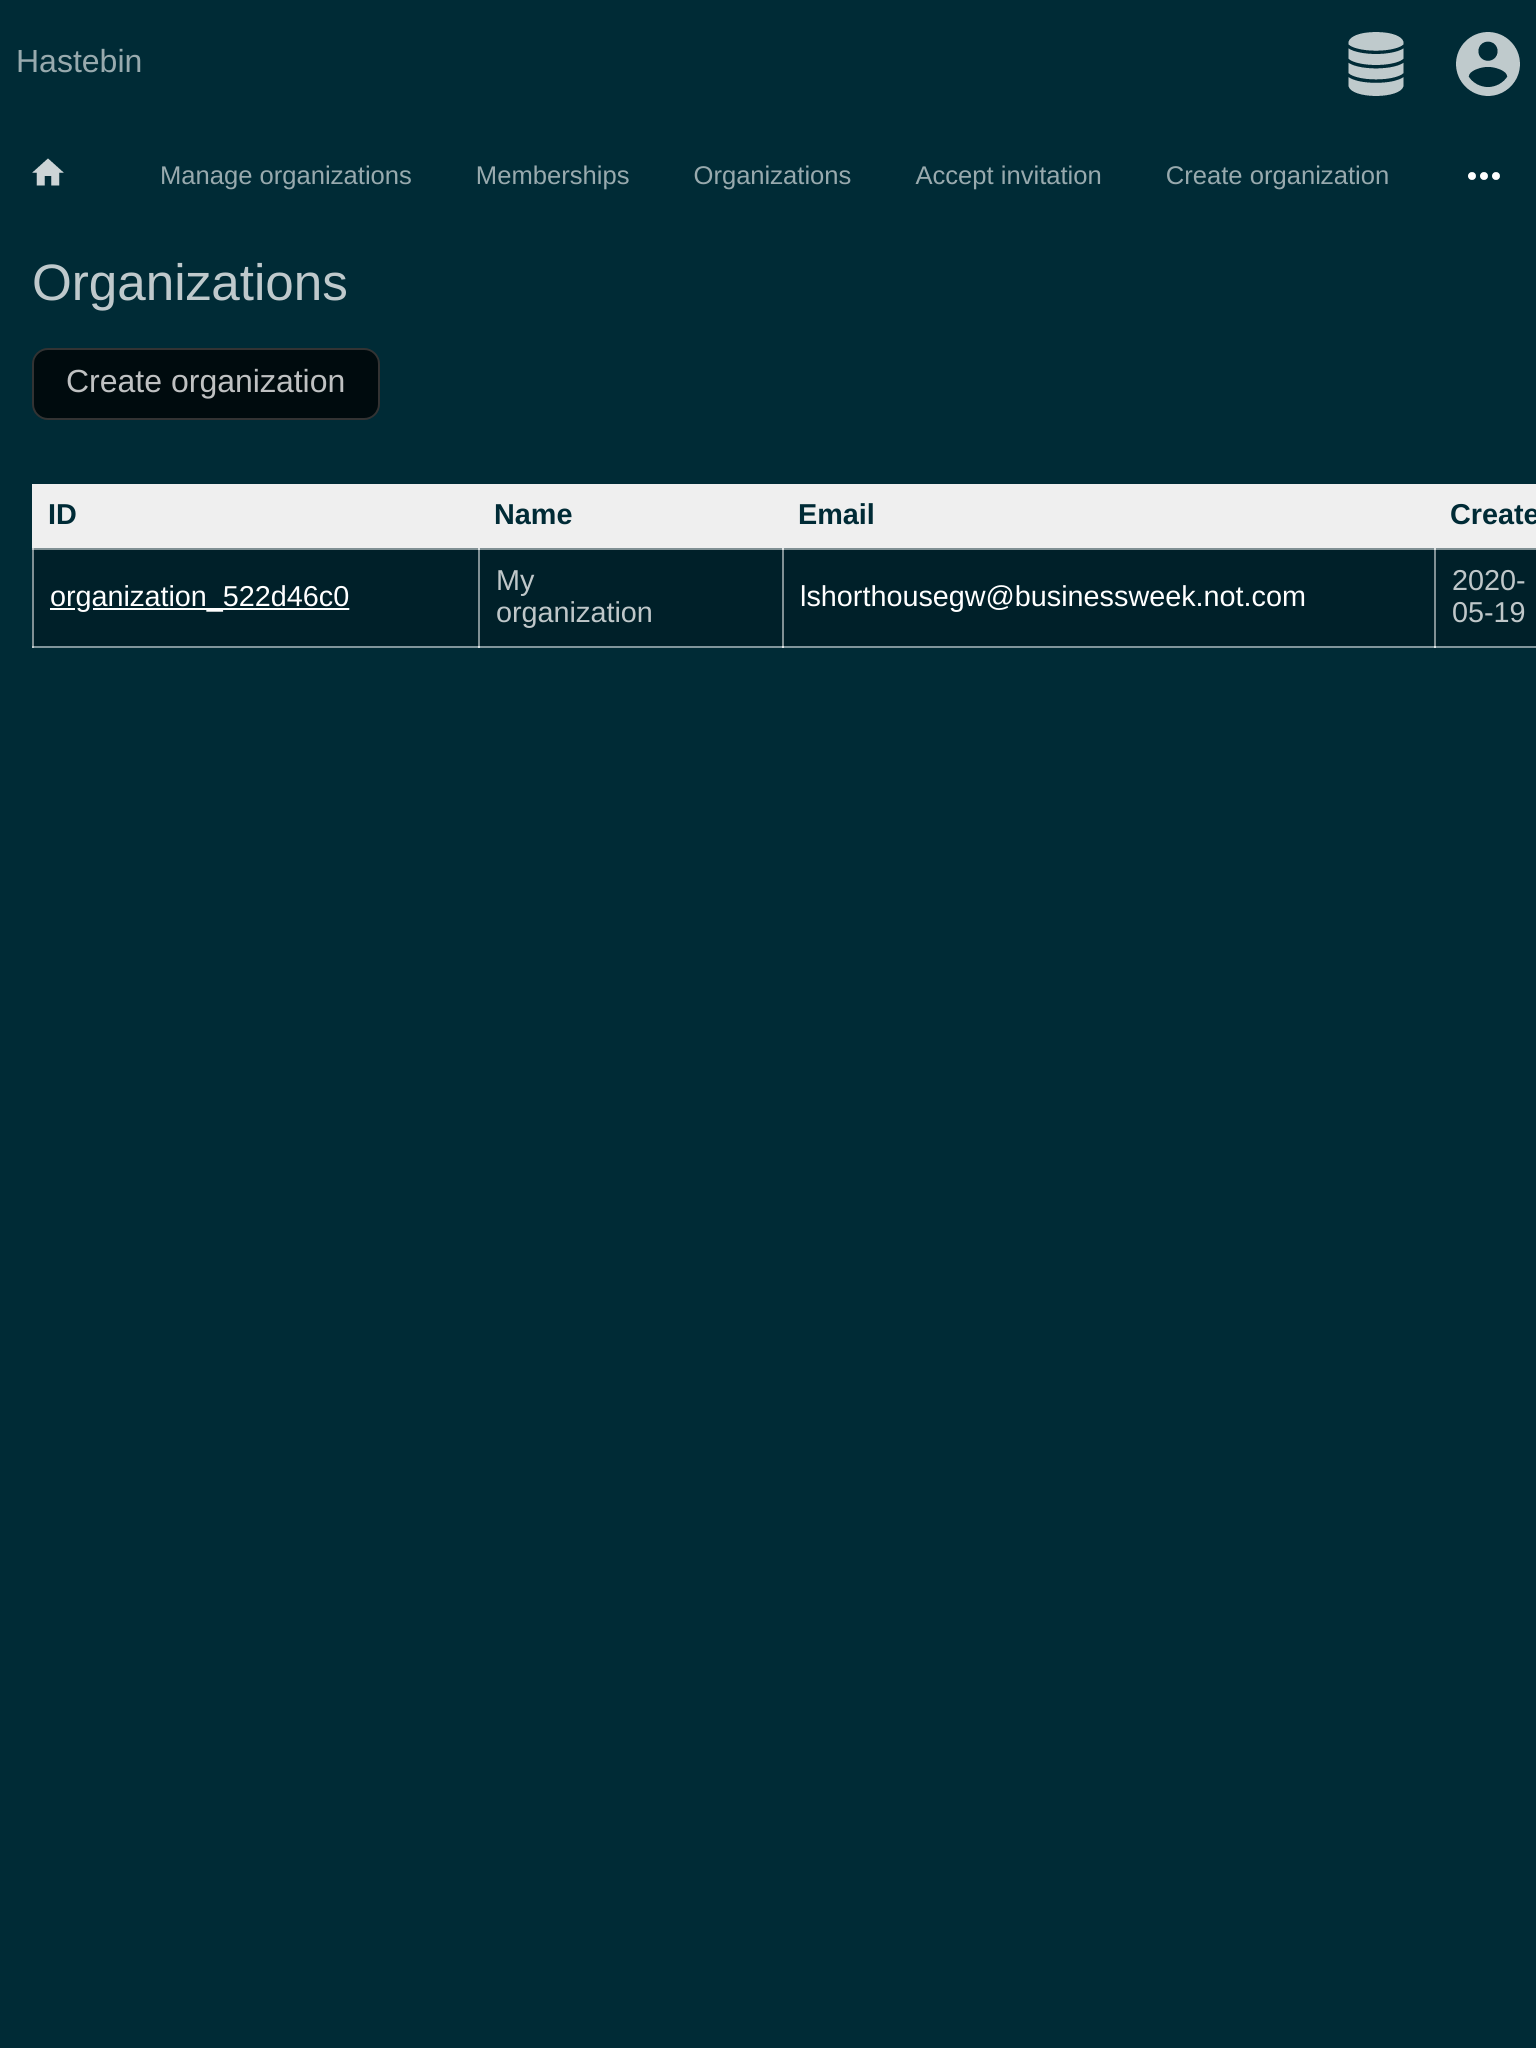 Hastebin
Manage organizations Memberships Organizations Accept invitation Create organization
Organizations
Create organization
ID Name Email Create
organization_522d46c0 My organization lshorthousegw@businessweek.not.com 2020-05-19